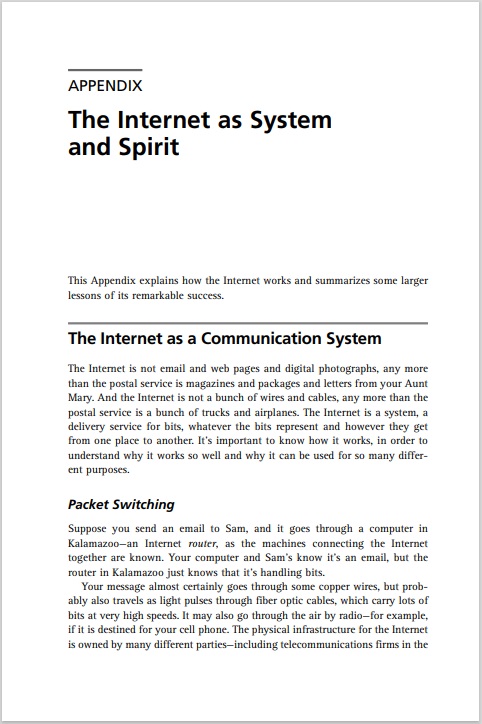 APPENDIX
The Internet as System
and Spirit
This Appendix explains how the Internet works and summarizes some larger
lessons of its remarkable success.
The Internet as a Communication System
The Internet is not email and web pages and digital photographs, any more
than the postal service is magazines and packages and letters from your Aunt
Mary. And the Internet is not a bunch of wires and cables, any more than the
postal service is a bunch of trucks and airplanes. The Internet is a system, a
delivery service for bits, whatever the bits represent and however they get
from one place to another. It's important to know how it works, in order to
understand why it works so well and why it can be used for so many differ-
ent purposes.
Packet Switching
Suppose you send an email to Sam, and it goes through a computer in
Kalamazoo—an Internet router, as the machines connecting the Internet
together are known. Your computer and Sam's know it's an email, but the
router in Kalamazoo just knows that it's handling bits.
Your message almost certainly goes through some copper wires, but prob-
ably also travels as light pulses through fiber optic cables, which carry lots of
bits at very high speeds. It may also go through the air by radio—for example,
if it is destined for your cell phone. The physical infrastructure for the Internet
is owned by many different parties—including telecommunications firms in the